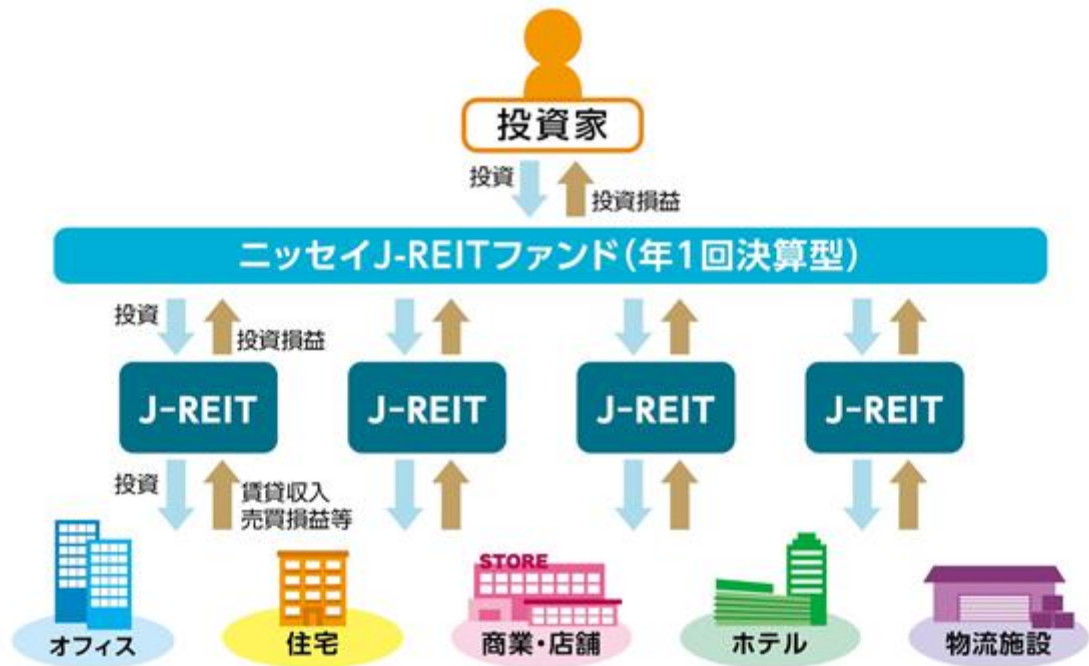 投資家
投資
投資損益
ニッセイJ-REITファンド(年1回決算型)
投資
投資損益
J-REIT
J-REIT
J-REIT
J-REIT
投資
賃貸収入
売買損益等
STORE
オフィス
住宅
商業・店舗
ホテル
物流施設